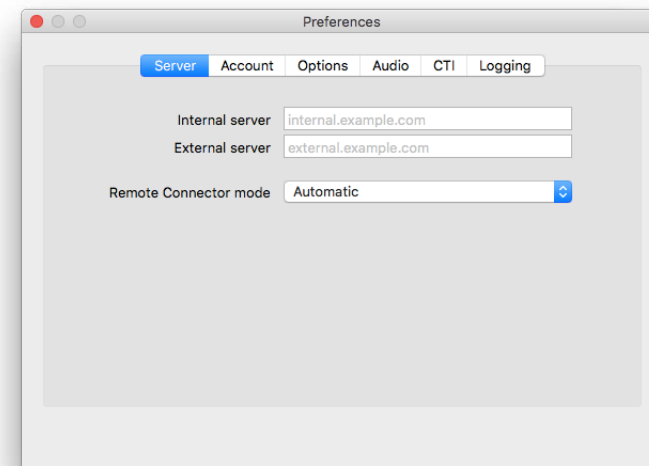 Preferences
Server Account Options Audio CTI Logging
Internal server internal.example.com
External server external.example.com
Remote Connector mode Automatic